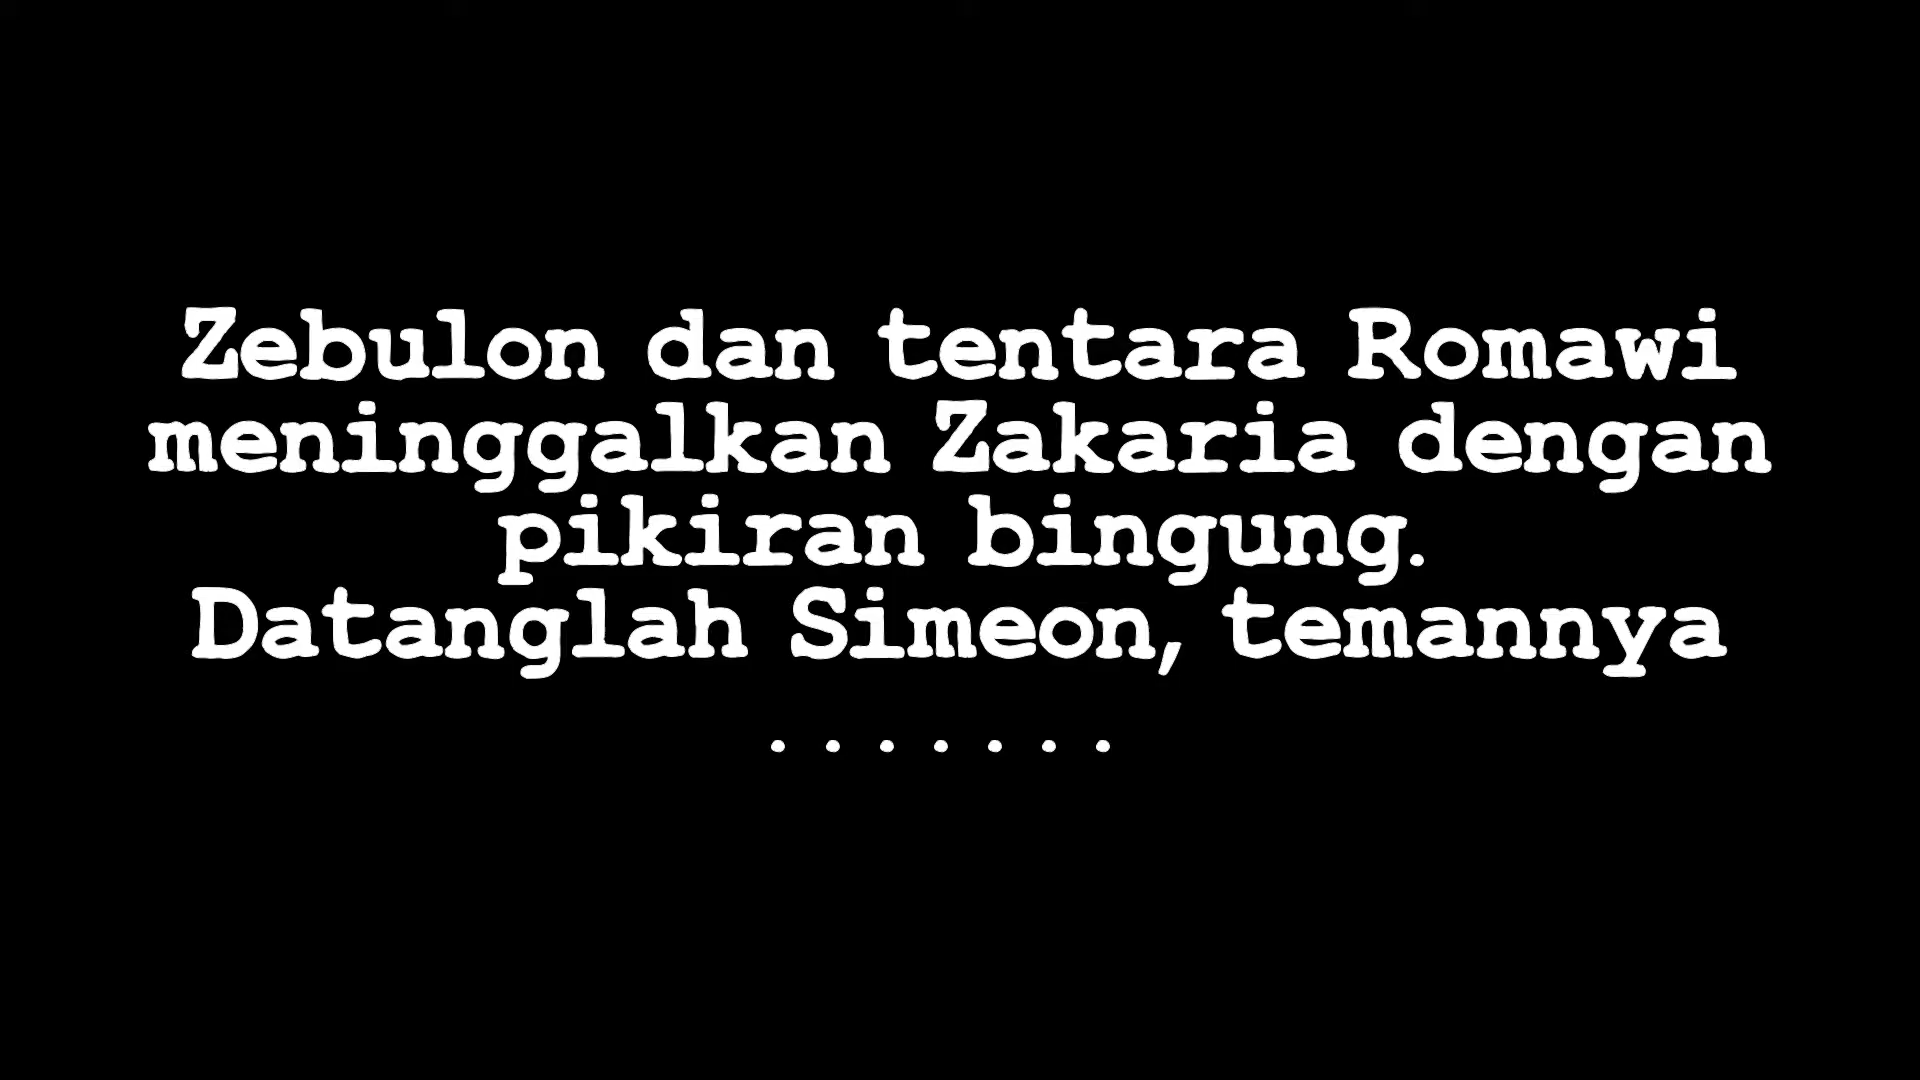 Zebulon dan tentara Romawi
meninggalkan Zakaria dengan
pikiran bingung.
Datanglah Simeon, temannya
.......